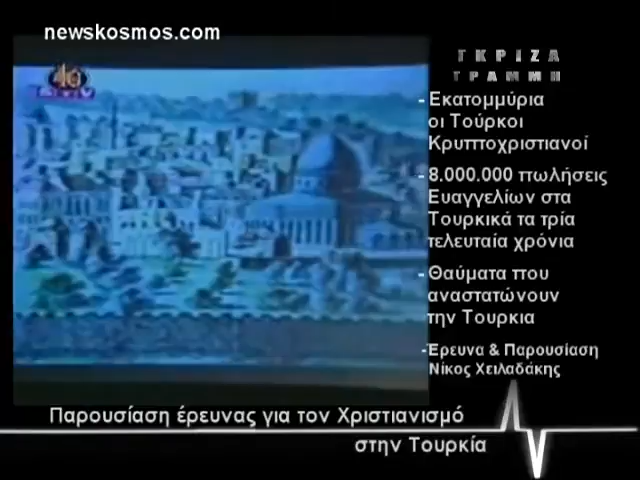 newskosmos.com
ΓΚΡΙΖΑ
ΓΡΑΜΜΗ
- Εκατομμύρια
οι Τούρκοι
Κρυπτοχριστιανοί
- 8.000.000 πωλήσεις
Ευαγγελίων στα
Τουρκικά τα τρία
τελευταία χρόνια
- Θαύματα που
αναστατώνουν
την Τουρκια
-Έρευνα & Παρουσίαση
Νίκος Χειλαδάκης
Παρουσίαση έρευνας για τον Χριστιανισμό
στην Τουρκία